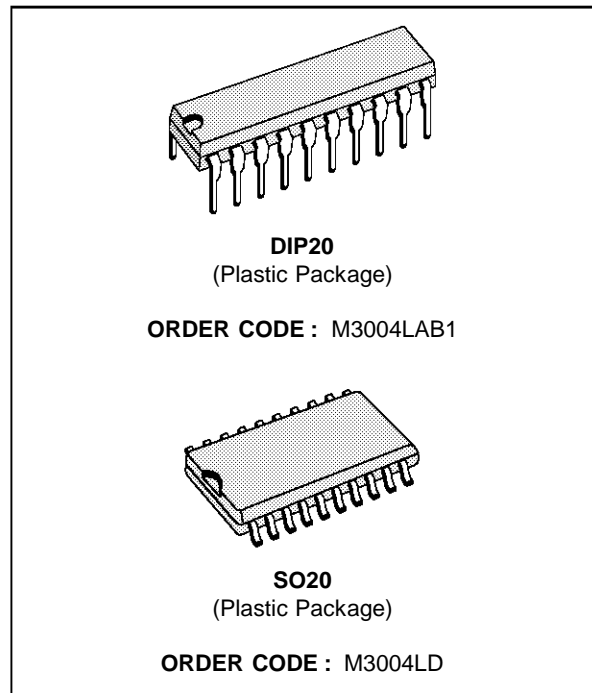 DIP20
(Plastic Package)
ORDER CODE : M3004LAB1
SO20
(Plastic Package)
ORDER CODE : M3004LD